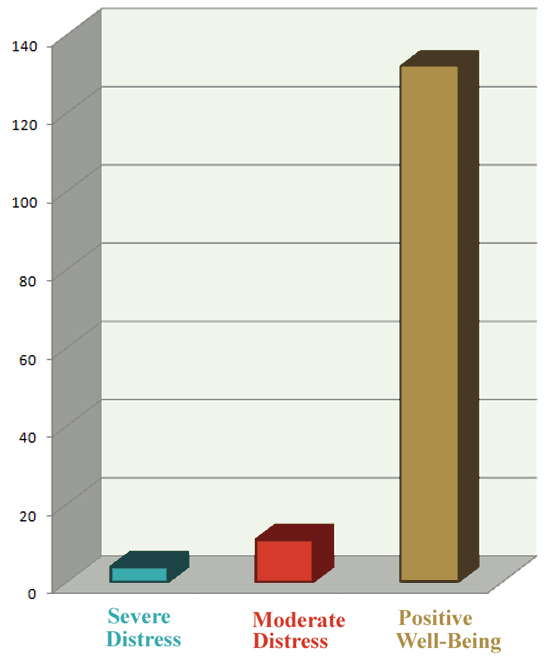 140
120
100
80
60
40
20
0
Severe
Distress
Moderate
Distress
Positive
Well-Being